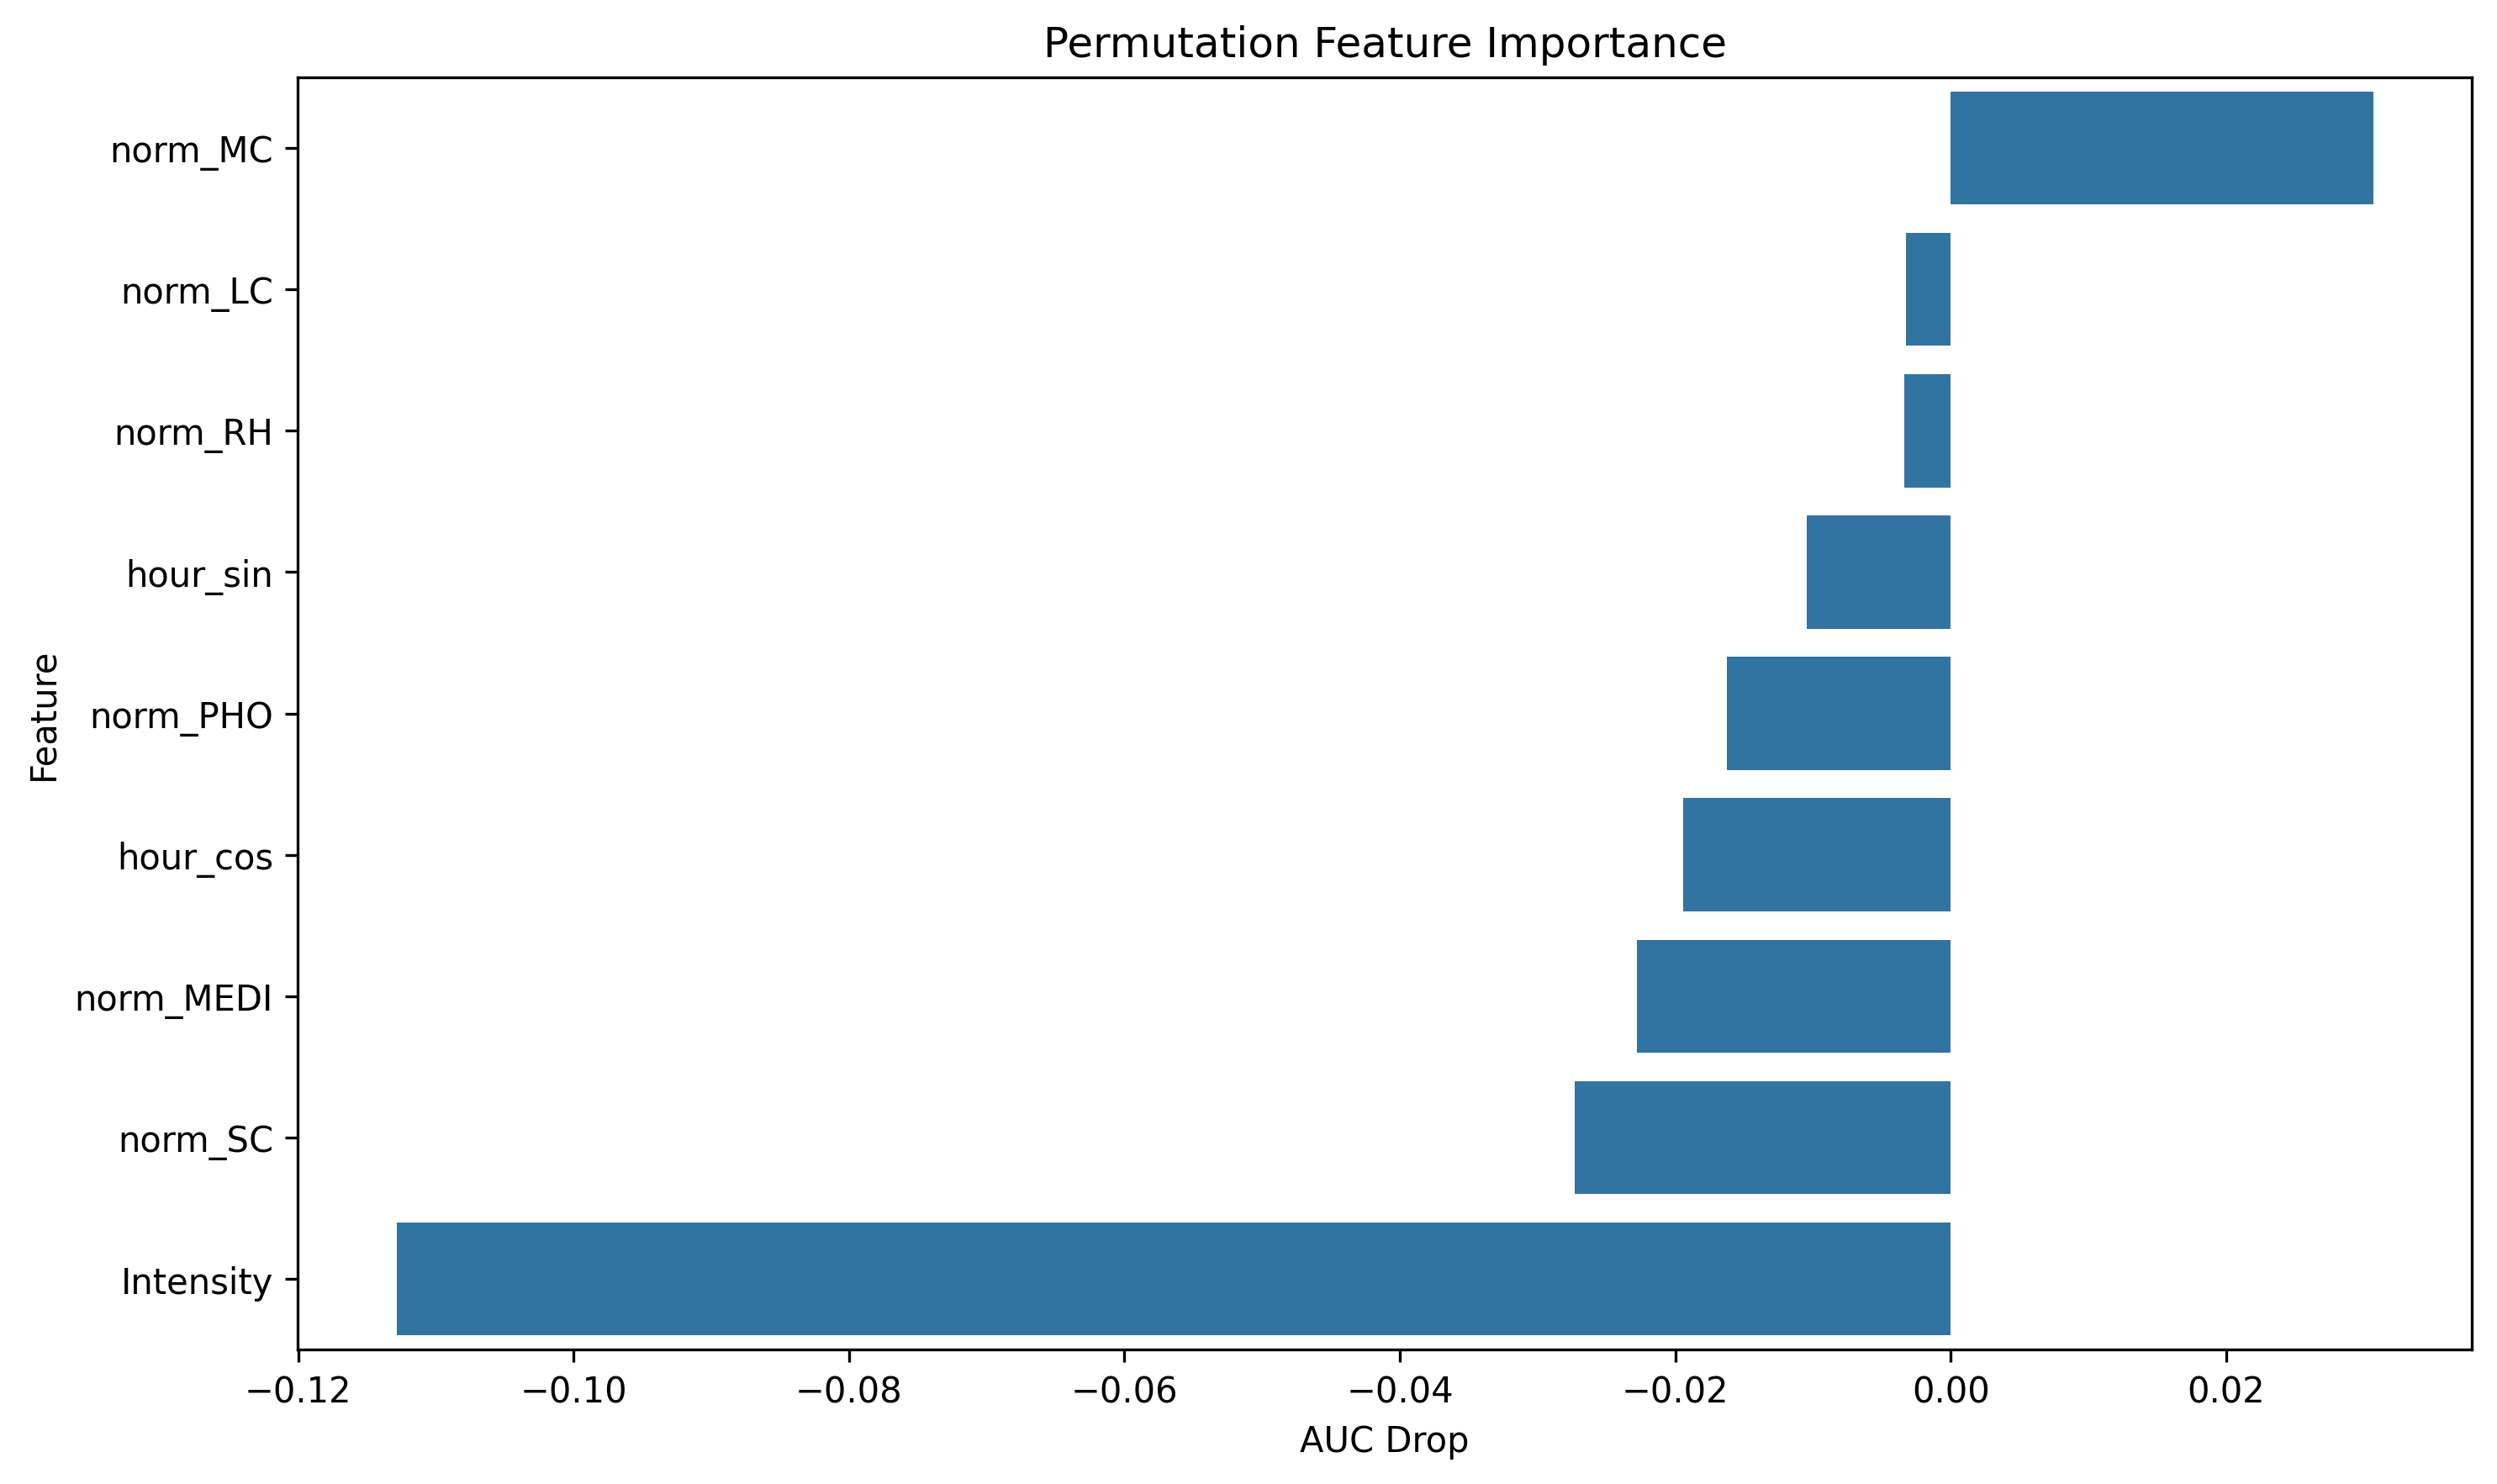 Permutation Feature Importance
norm_MC
norm_LC
norm_RH
hour_sin
norm_PHO
hour_cos
norm_MEDI
norm_SC
Intensity
Feature
−0.12 −0.10 −0.08 −0.06 −0.04 −0.02 0.00 0.02
AUC Drop